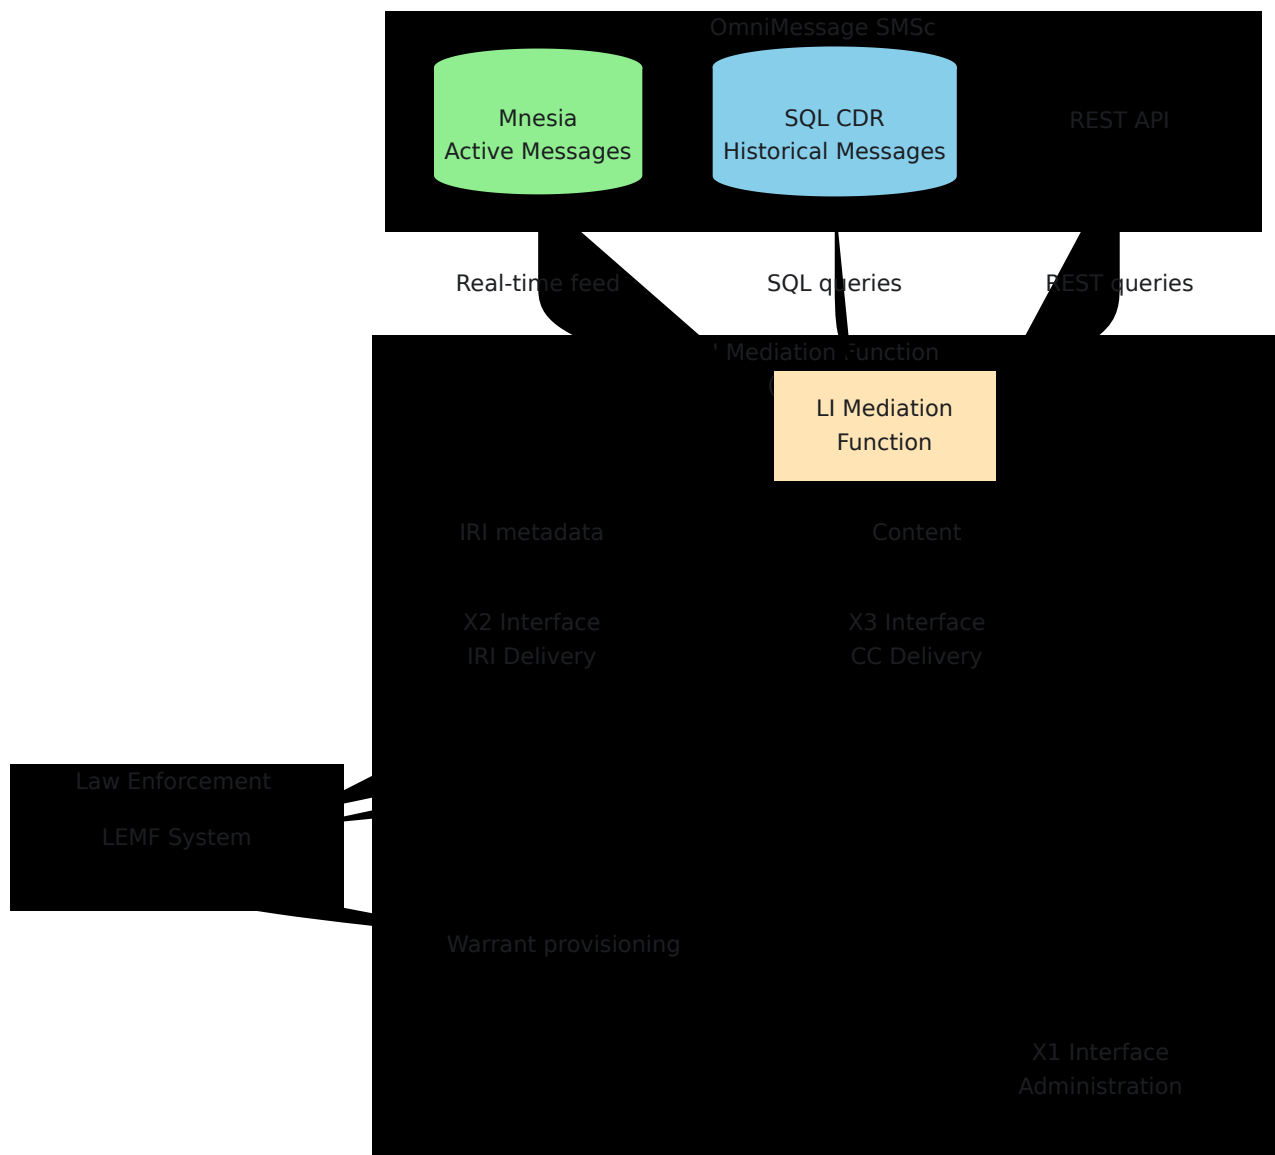 OmniMessage SMSc
Mnesia
Active Messages
SQL CDR
Historical Messages
REST API
Real-time feed
SQL queries
REST queries
Mediation Function
LI Mediation
Function
IRI metadata
Content
X2 Interface
IRI Delivery
X3 Interface
CC Delivery
Law Enforcement
LEMF System
Warrant provisioning
X1 Interface
Administration